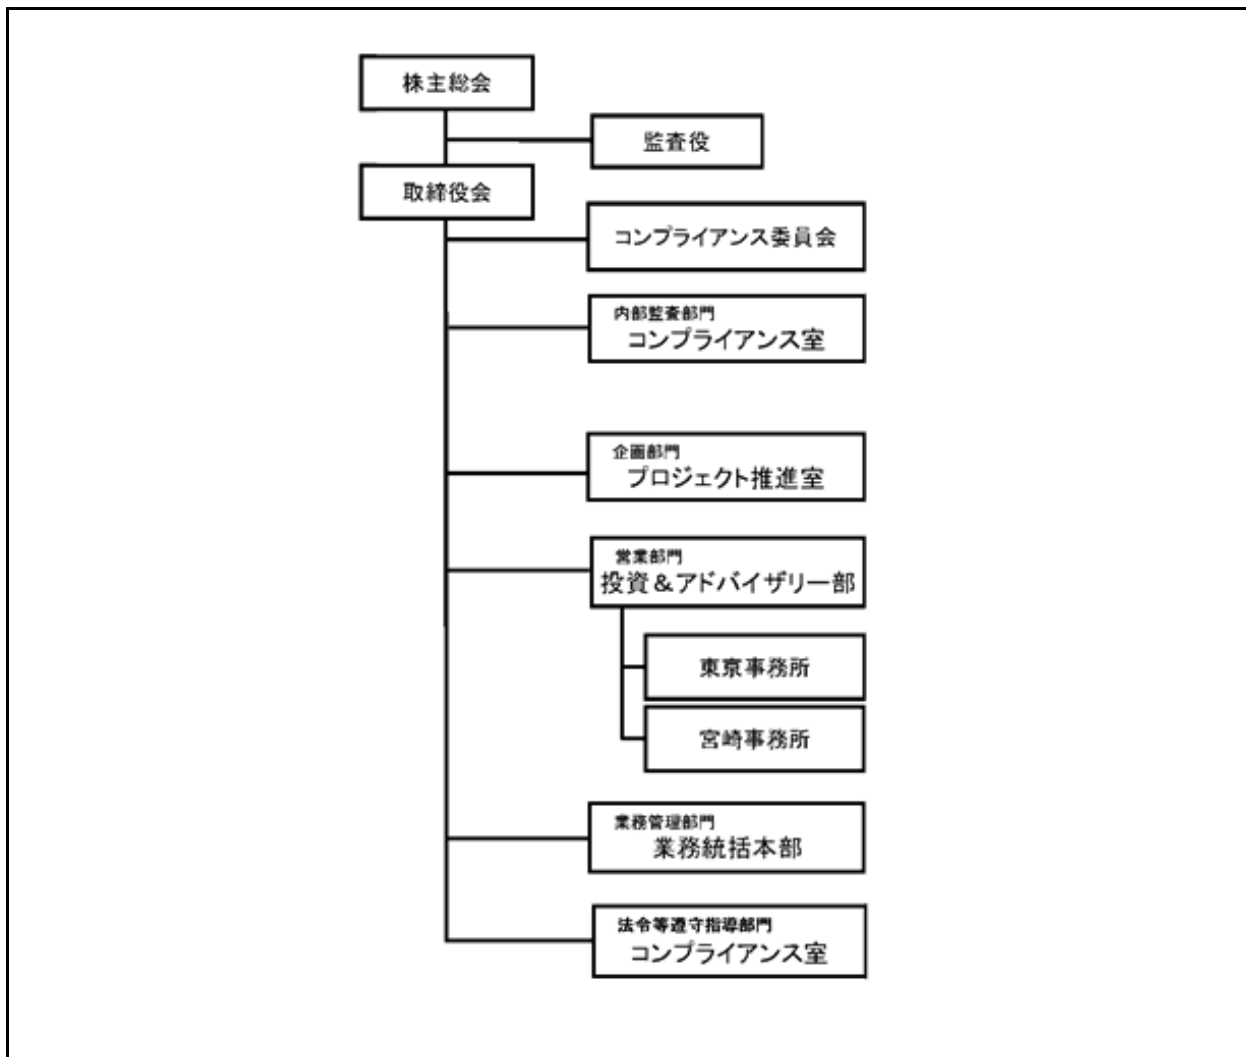 株主総会
監査役
取締役会
コンプライアンス委員会
内部監査部門
コンプライアンス室
企画部門
プロジェクト推進室
営業部門
投資＆アドバイザリー部
東京事務所
宮崎事務所
業務管理部門
業務統括本部
法令等遵守指導部門
コンプライアンス室